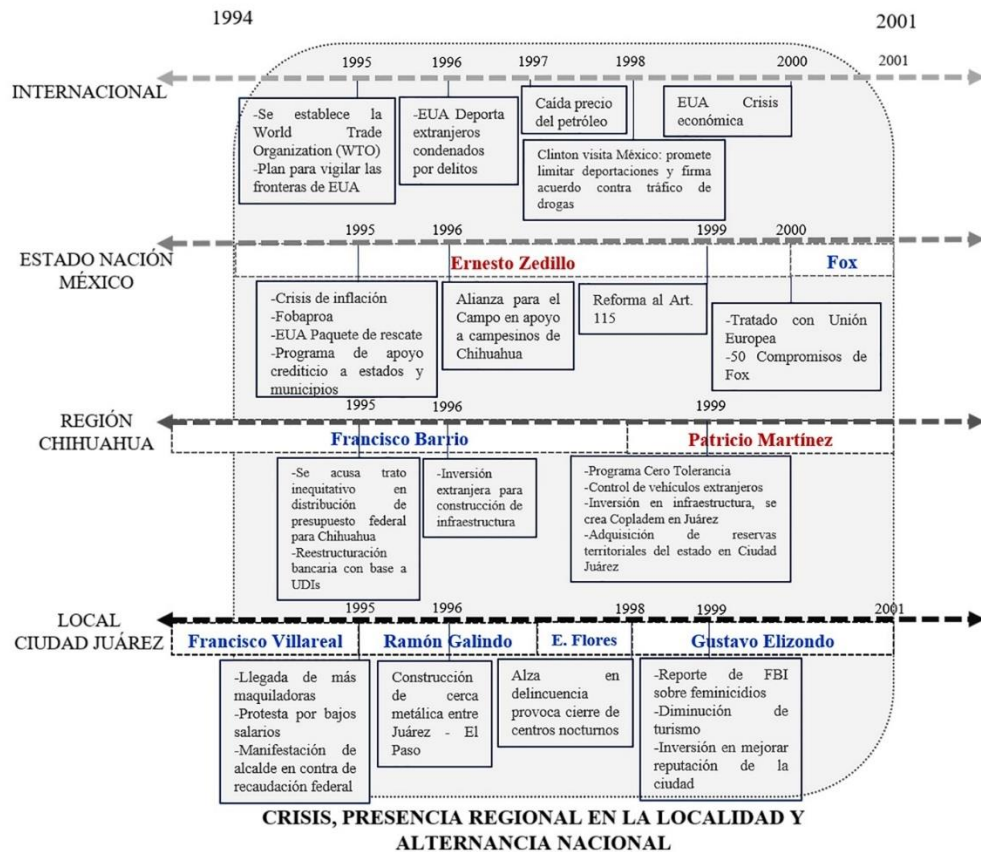 1994
2001
INTERNACIONAL
1995
1996
1997
1998
2000
2001
-Se establece la
World Trade
Organization (WTO)
-Plan para vigilar las
fronteras de EUA
-EUA Deporta
extranjeros
condenados
por delitos
Caída precio
del petróleo
Clinton visita México: promete
limitar deportaciones y firma
acuerdo contra tráfico de
drogas
EUA Crisis
económica
ESTADO NACIÓN
MÉXICO
1995
1996
1999
2000
Ernesto Zedillo
Fox
-Crisis de inflación
-Fobaproa
-EUA Paquete de rescate
-Programa de apoyo
crediticio a estados y
municipios
Alianza para el
Campo en apoyo
a campesinos de
Chihuahua
Reforma al Art.
115
-Tratado con Unión
Europea
-50 Compromisos de
Fox
REGIÓN
CHIHUAHUA
1995
1996
1999
Francisco Barrio
Patricio Martínez
-Se acusa trato
inequitativo en
distribución de
presupuesto federal
para Chihuahua
-Reestructuración
bancaria con base a
UDIs
-Inversión
extranjera para
construcción de
infraestructura
-Programa Cero Tolerancia
-Control de vehículos extranjeros
-Inversión en infraestructura, se
crea Copladem en Juárez
-Adquisición de reservas
territoriales del estado en Ciudad
Juárez
LOCAL
CIUDAD JUÁREZ
1995
1996
1998
1999
2001
Francisco Villareal
Ramón Galindo
E. Flores
Gustavo Elizondo
-Llegada de más
maquiladoras
-Protesta por bajos
salarios
-Manifestación de
alcalde en contra de
recaudación federal
Construcción
de cerca
metálica entre
Juárez - El
Paso
Alza en
delincuencia
provoca cierre de
centros nocturnos
-Reporte de FBI
sobre feminicidios
-Diminución de
turismo
-Inversión en mejorar
reputación de la
ciudad
CRISIS, PRESENCIA REGIONAL EN LA LOCALIDAD Y
ALTERNANCIA NACIONAL